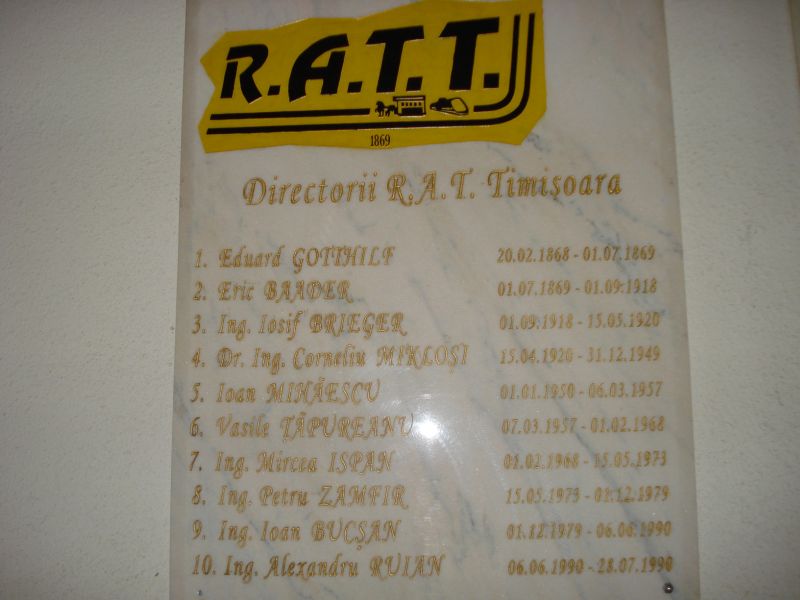 R.A.T.T.
1869
Directorii R.A.T. Timişoara
1. Eduard GOTTHILF 20.02.1868 - 01.07.1869
2. Eric BAADER 01.07.1869 - 01.09.1918
3. Ing. Iosif BRIEGER 01.09.1918 - 15.05.1920
4. Dr. Ing. Corneliu MIKLOŞI 15.04.1920 - 31.12.1949
5. Ioan MIHĂESCU 01.01.1950 - 06.03.1957
6. Vasile ŢĂPUREANU 07.03.1957 - 01.02.1968
7. Ing. Mircea ISPAN 01.02.1968 - 15.05.1973
8. Ing. Petru ZAMFIR 15.05.1973 - 01.12.1979
9. Ing. Ioan BUCŞAN 01.12.1979 - 06.06.1990
10. Ing. Alexandru RUIAN 06.06.1990 - 28.07.1990